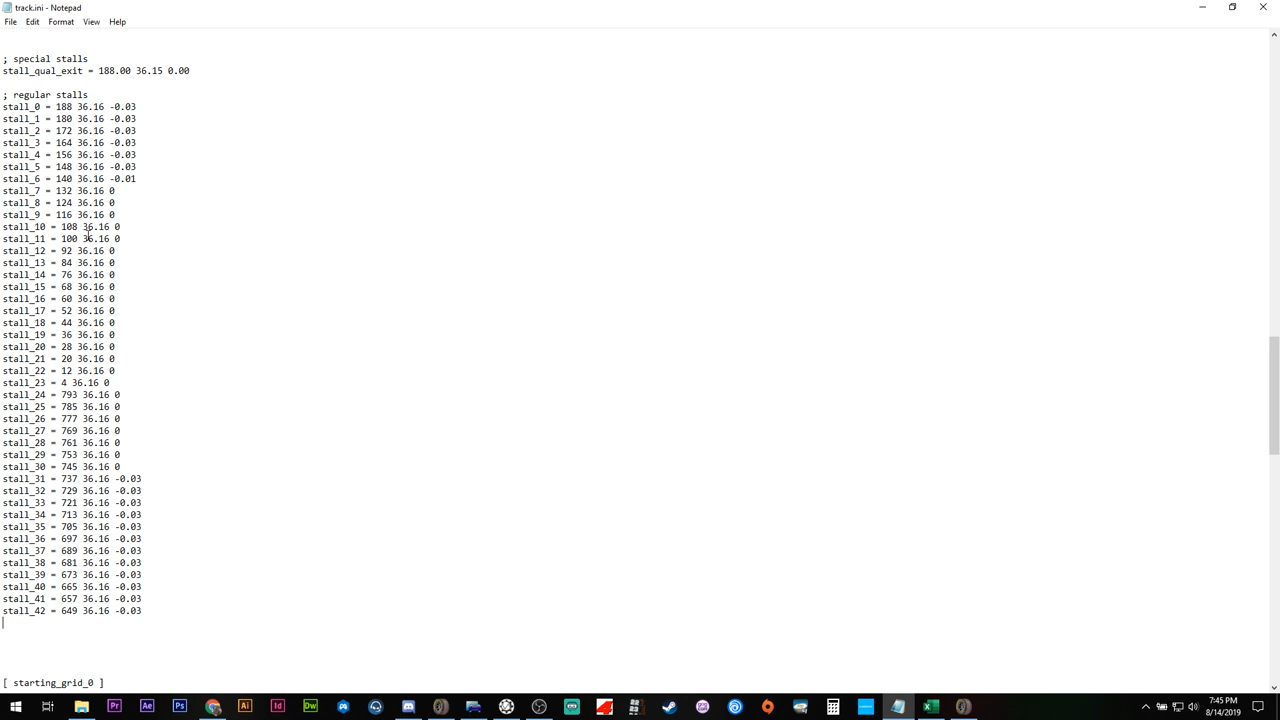 track.ini - Notepad
File Edit Format View Help
; special stalls
stall_qual_exit = 188.00 36.15 0.00
; regular stalls
stall_0 = 188 36.16 -0.03
stall_1 = 180 36.16 -0.03
stall_2 = 172 36.16 -0.03
stall_3 = 164 36.16 -0.03
stall_4 = 156 36.16 -0.03
stall_5 = 148 36.16 -0.03
stall_6 = 140 36.16 -0.01
stall_7 = 132 36.16 0
stall_8 = 124 36.16 0
stall_9 = 116 36.16 0
stall_10 = 108 36.16 0
stall_11 = 100 36.16 0
stall_12 = 92 36.16 0
stall_13 = 84 36.16 0
stall_14 = 76 36.16 0
stall_15 = 68 36.16 0
stall_16 = 60 36.16 0
stall_17 = 52 36.16 0
stall_18 = 44 36.16 0
stall_19 = 36 36.16 0
stall_20 = 28 36.16 0
stall_21 = 20 36.16 0
stall_22 = 12 36.16 0
stall_23 = 4 36.16 0
stall_24 = 793 36.16 0
stall_25 = 785 36.16 0
stall_26 = 777 36.16 0
stall_27 = 769 36.16 0
stall_28 = 761 36.16 0
stall_29 = 753 36.16 0
stall_30 = 745 36.16 0
stall_31 = 737 36.16 -0.03
stall_32 = 729 36.16 -0.03
stall_33 = 721 36.16 -0.03
stall_34 = 713 36.16 -0.03
stall_35 = 705 36.16 -0.03
stall_36 = 697 36.16 -0.03
stall_37 = 689 36.16 -0.03
stall_38 = 681 36.16 -0.03
stall_39 = 673 36.16 -0.03
stall_40 = 665 36.16 -0.03
stall_41 = 657 36.16 -0.03
stall_42 = 649 36.16 -0.03
[ starting_grid_0 ]
Pr Ae Ps Ai Id Dw
7:45 PM
8/14/2019